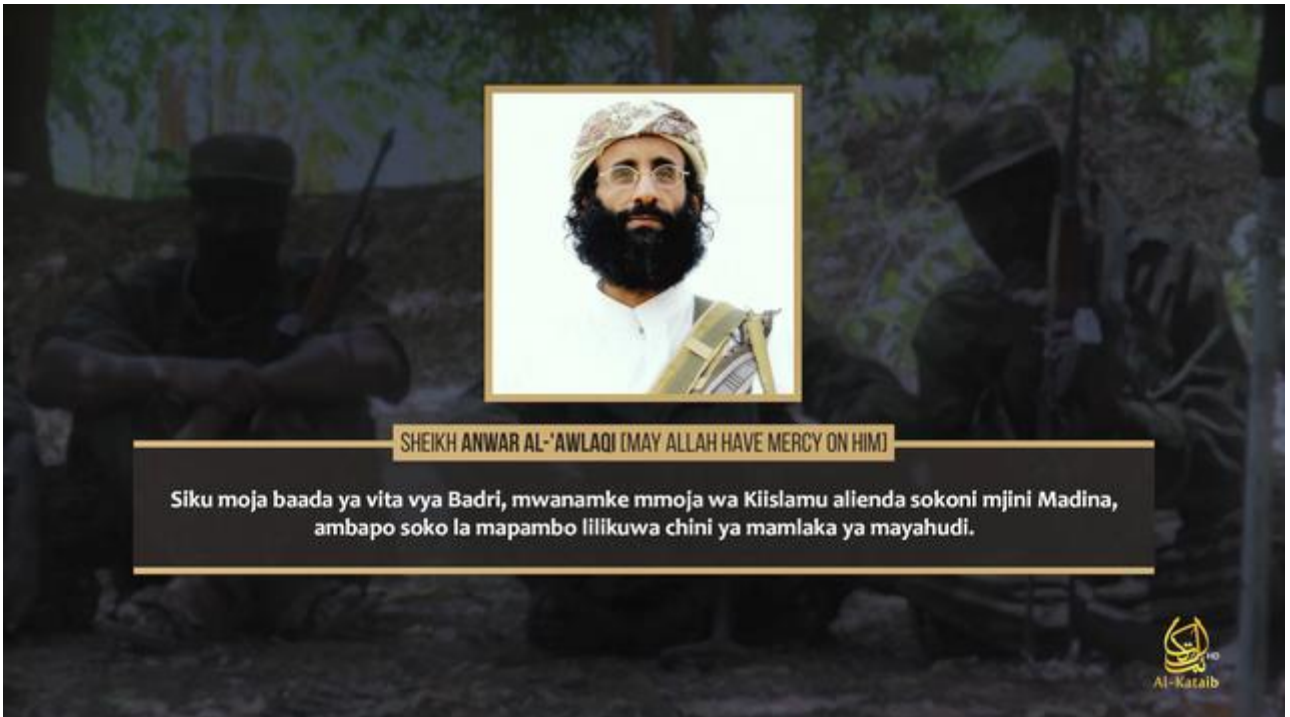 SHEIKH ANWAR AL-'AWLAQI [MAY ALLAH HAVE MERCY ON HIM]
Siku moja baada ya vita vya Badri, mwanamke mmoja wa Kiislamu alienda sokoni mjini Madina,
ambapo soko la mapambo lilikuwa chini ya mamlaka ya mayahudi.
HD
Al-Kataib